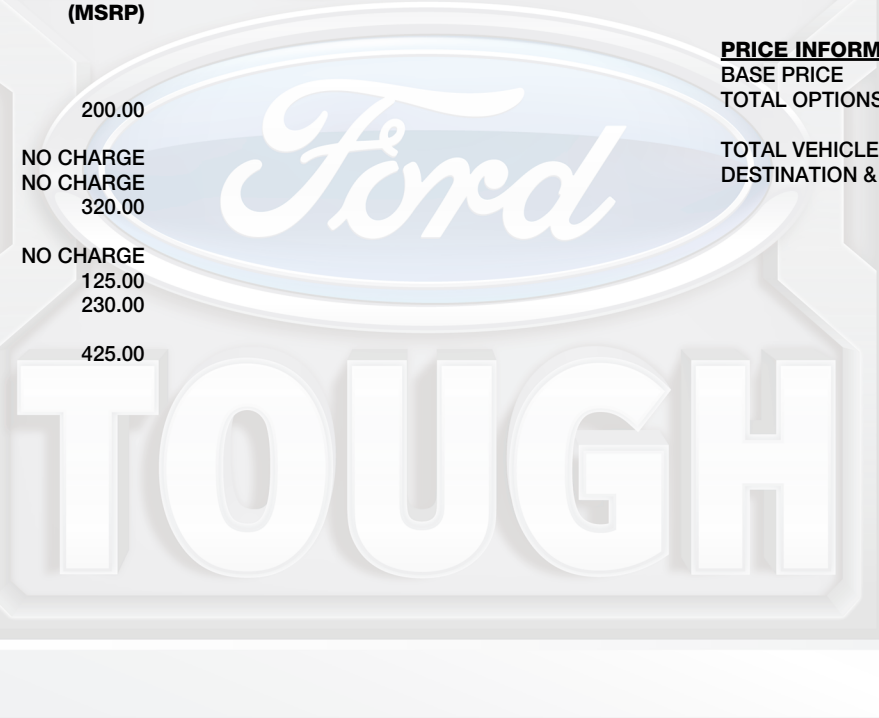 (MSRP)
200.00
NO CHARGE
NO CHARGE
320.00
NO CHARGE
125.00
230.00
425.00
PRICE INFORM
BASE PRICE
TOTAL OPTIONS
TOTAL VEHICLE
DESTINATION &
Ford
TOUGH